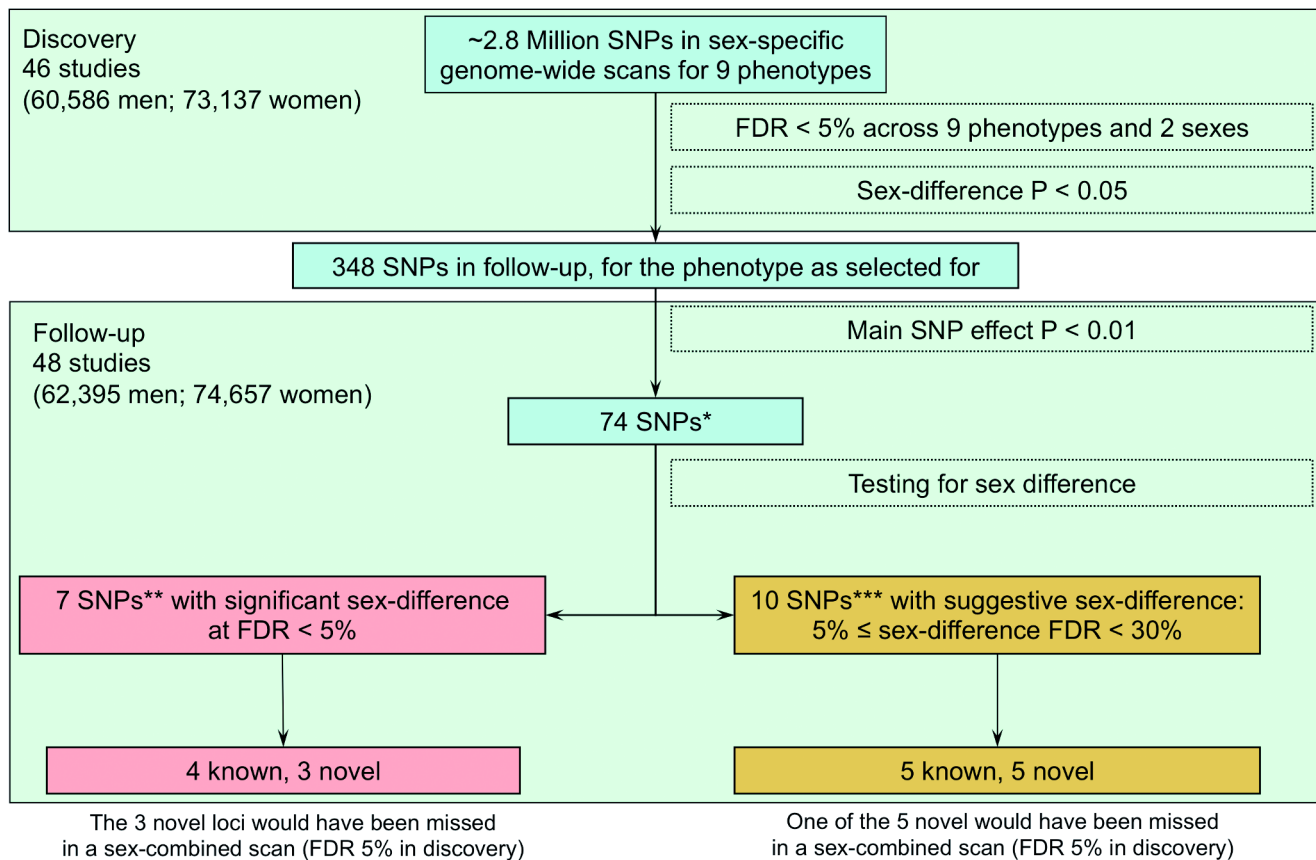 Discovery
46 studies
(60,586 men; 73,137 women)
~2.8 Million SNPs in sex-specific
genome-wide scans for 9 phenotypes
FDR < 5% across 9 phenotypes and 2 sexes
Sex-difference P < 0.05
348 SNPs in follow-up, for the phenotype as selected for
Follow-up
48 studies
(62,395 men; 74,657 women)
Main SNP effect P < 0.01
74 SNPs*
Testing for sex difference
7 SNPs** with significant sex-difference
at FDR < 5%
10 SNPs*** with suggestive sex-difference:
5% ≤ sex-difference FDR < 30%
4 known, 3 novel
5 known, 5 novel
The 3 novel loci would have been missed
in a sex-combined scan (FDR 5% in discovery)
One of the 5 novel would have been missed
in a sex-combined scan (FDR 5% in discovery)